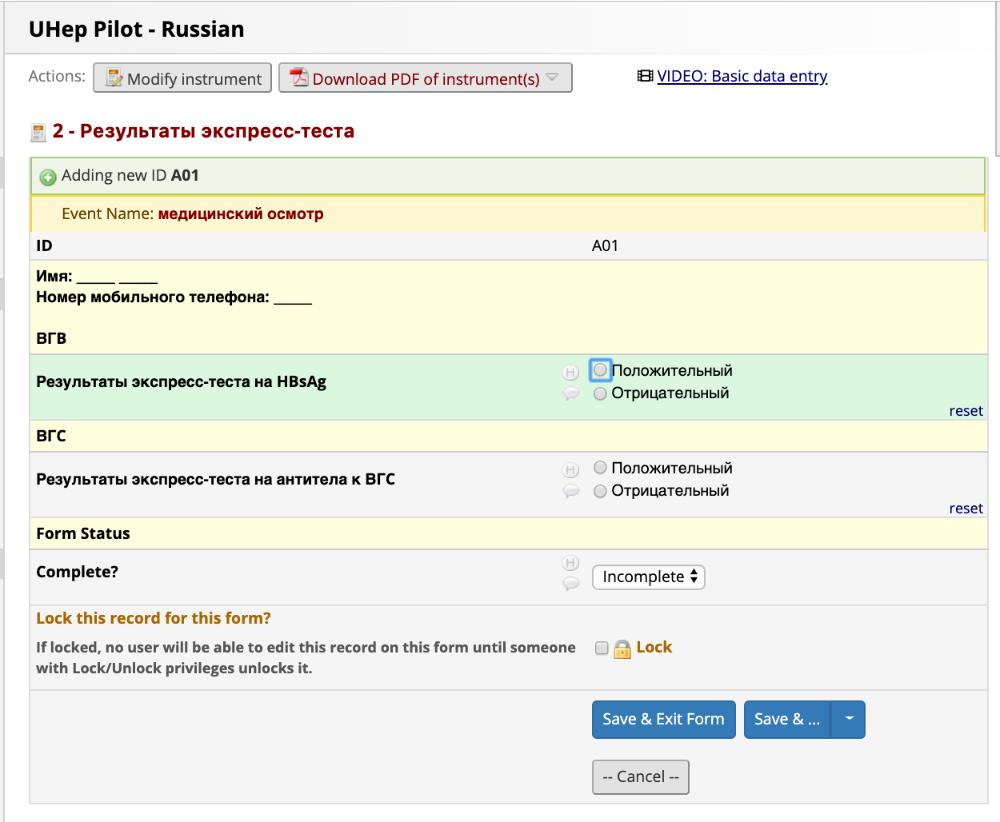 UHep Pilot - Russian
Actions: Modify instrument Download PDF of instrument(s) VIDEO: Basic data entry
2 - Результаты экспресс-теста
Adding new ID A01
Event Name: медицинский осмотр
ID A01
Имя: _____ _____
Номер мобильного телефона: _____
ВГВ
Результаты экспресс-теста на HBsAg
H Положительный
Отрицательный
reset
ВГС
Результаты экспресс-теста на антитела к ВГС
H Положительный
Отрицательный
reset
Form Status
Complete? H Incomplete
Lock this record for this form?
If locked, no user will be able to edit this record on this form until someone
with Lock/Unlock privileges unlocks it.
Lock
Save & Exit Form Save & ...
-- Cancel --